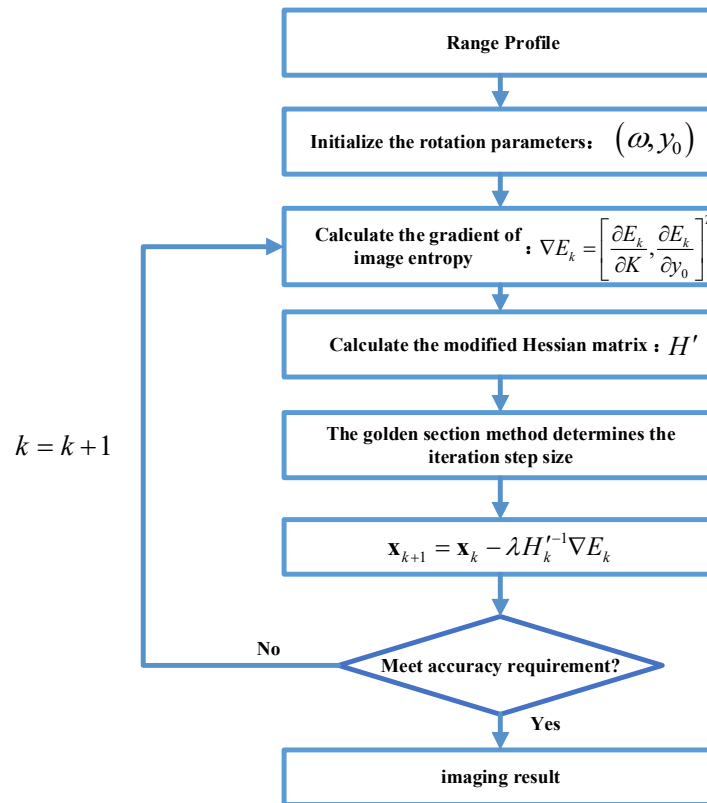 Range Profile
Initialize the rotation parameters： (ω, y₀)
Calculate the gradient of
image entropy
：∇Eₖ = [∂Eₖ/∂K, ∂Eₖ/∂y₀]
Calculate the modified Hessian matrix：H′
The golden section method determines the
iteration step size
k = k+1
𝐱ₖ₊₁ = 𝐱ₖ − λH′ₖ⁻¹∇Eₖ
No
Meet accuracy requirement?
Yes
imaging result